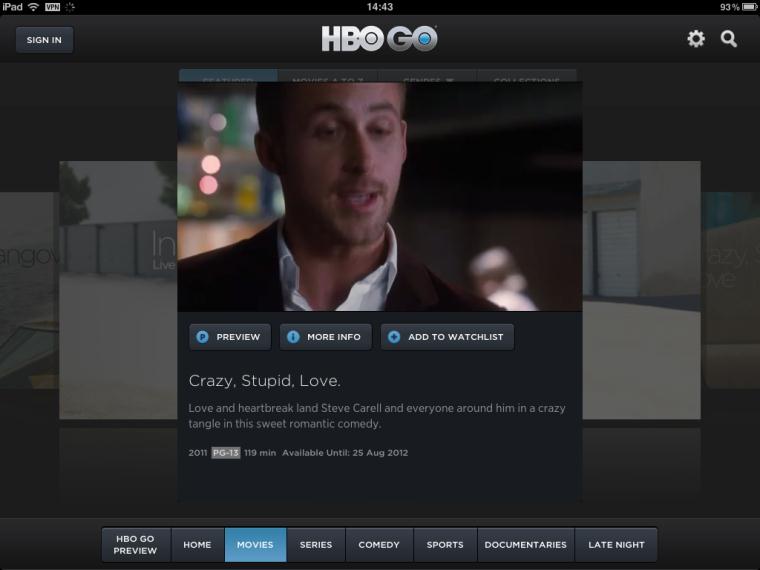 iPad VPN 14:43 93%
SIGN IN HBO GO
FEATURED MOVIES A TO Z GENRES COLLECTIONS
angov
In
Live
razy, S
ove
PREVIEW MORE INFO ADD TO WATCHLIST
Crazy, Stupid, Love.
Love and heartbreak land Steve Carell and everyone around him in a crazy
tangle in this sweet romantic comedy.
2011 PG-13 119 min Available Until: 25 Aug 2012
HBO GO
PREVIEW
HOME MOVIES SERIES COMEDY SPORTS DOCUMENTARIES LATE NIGHT